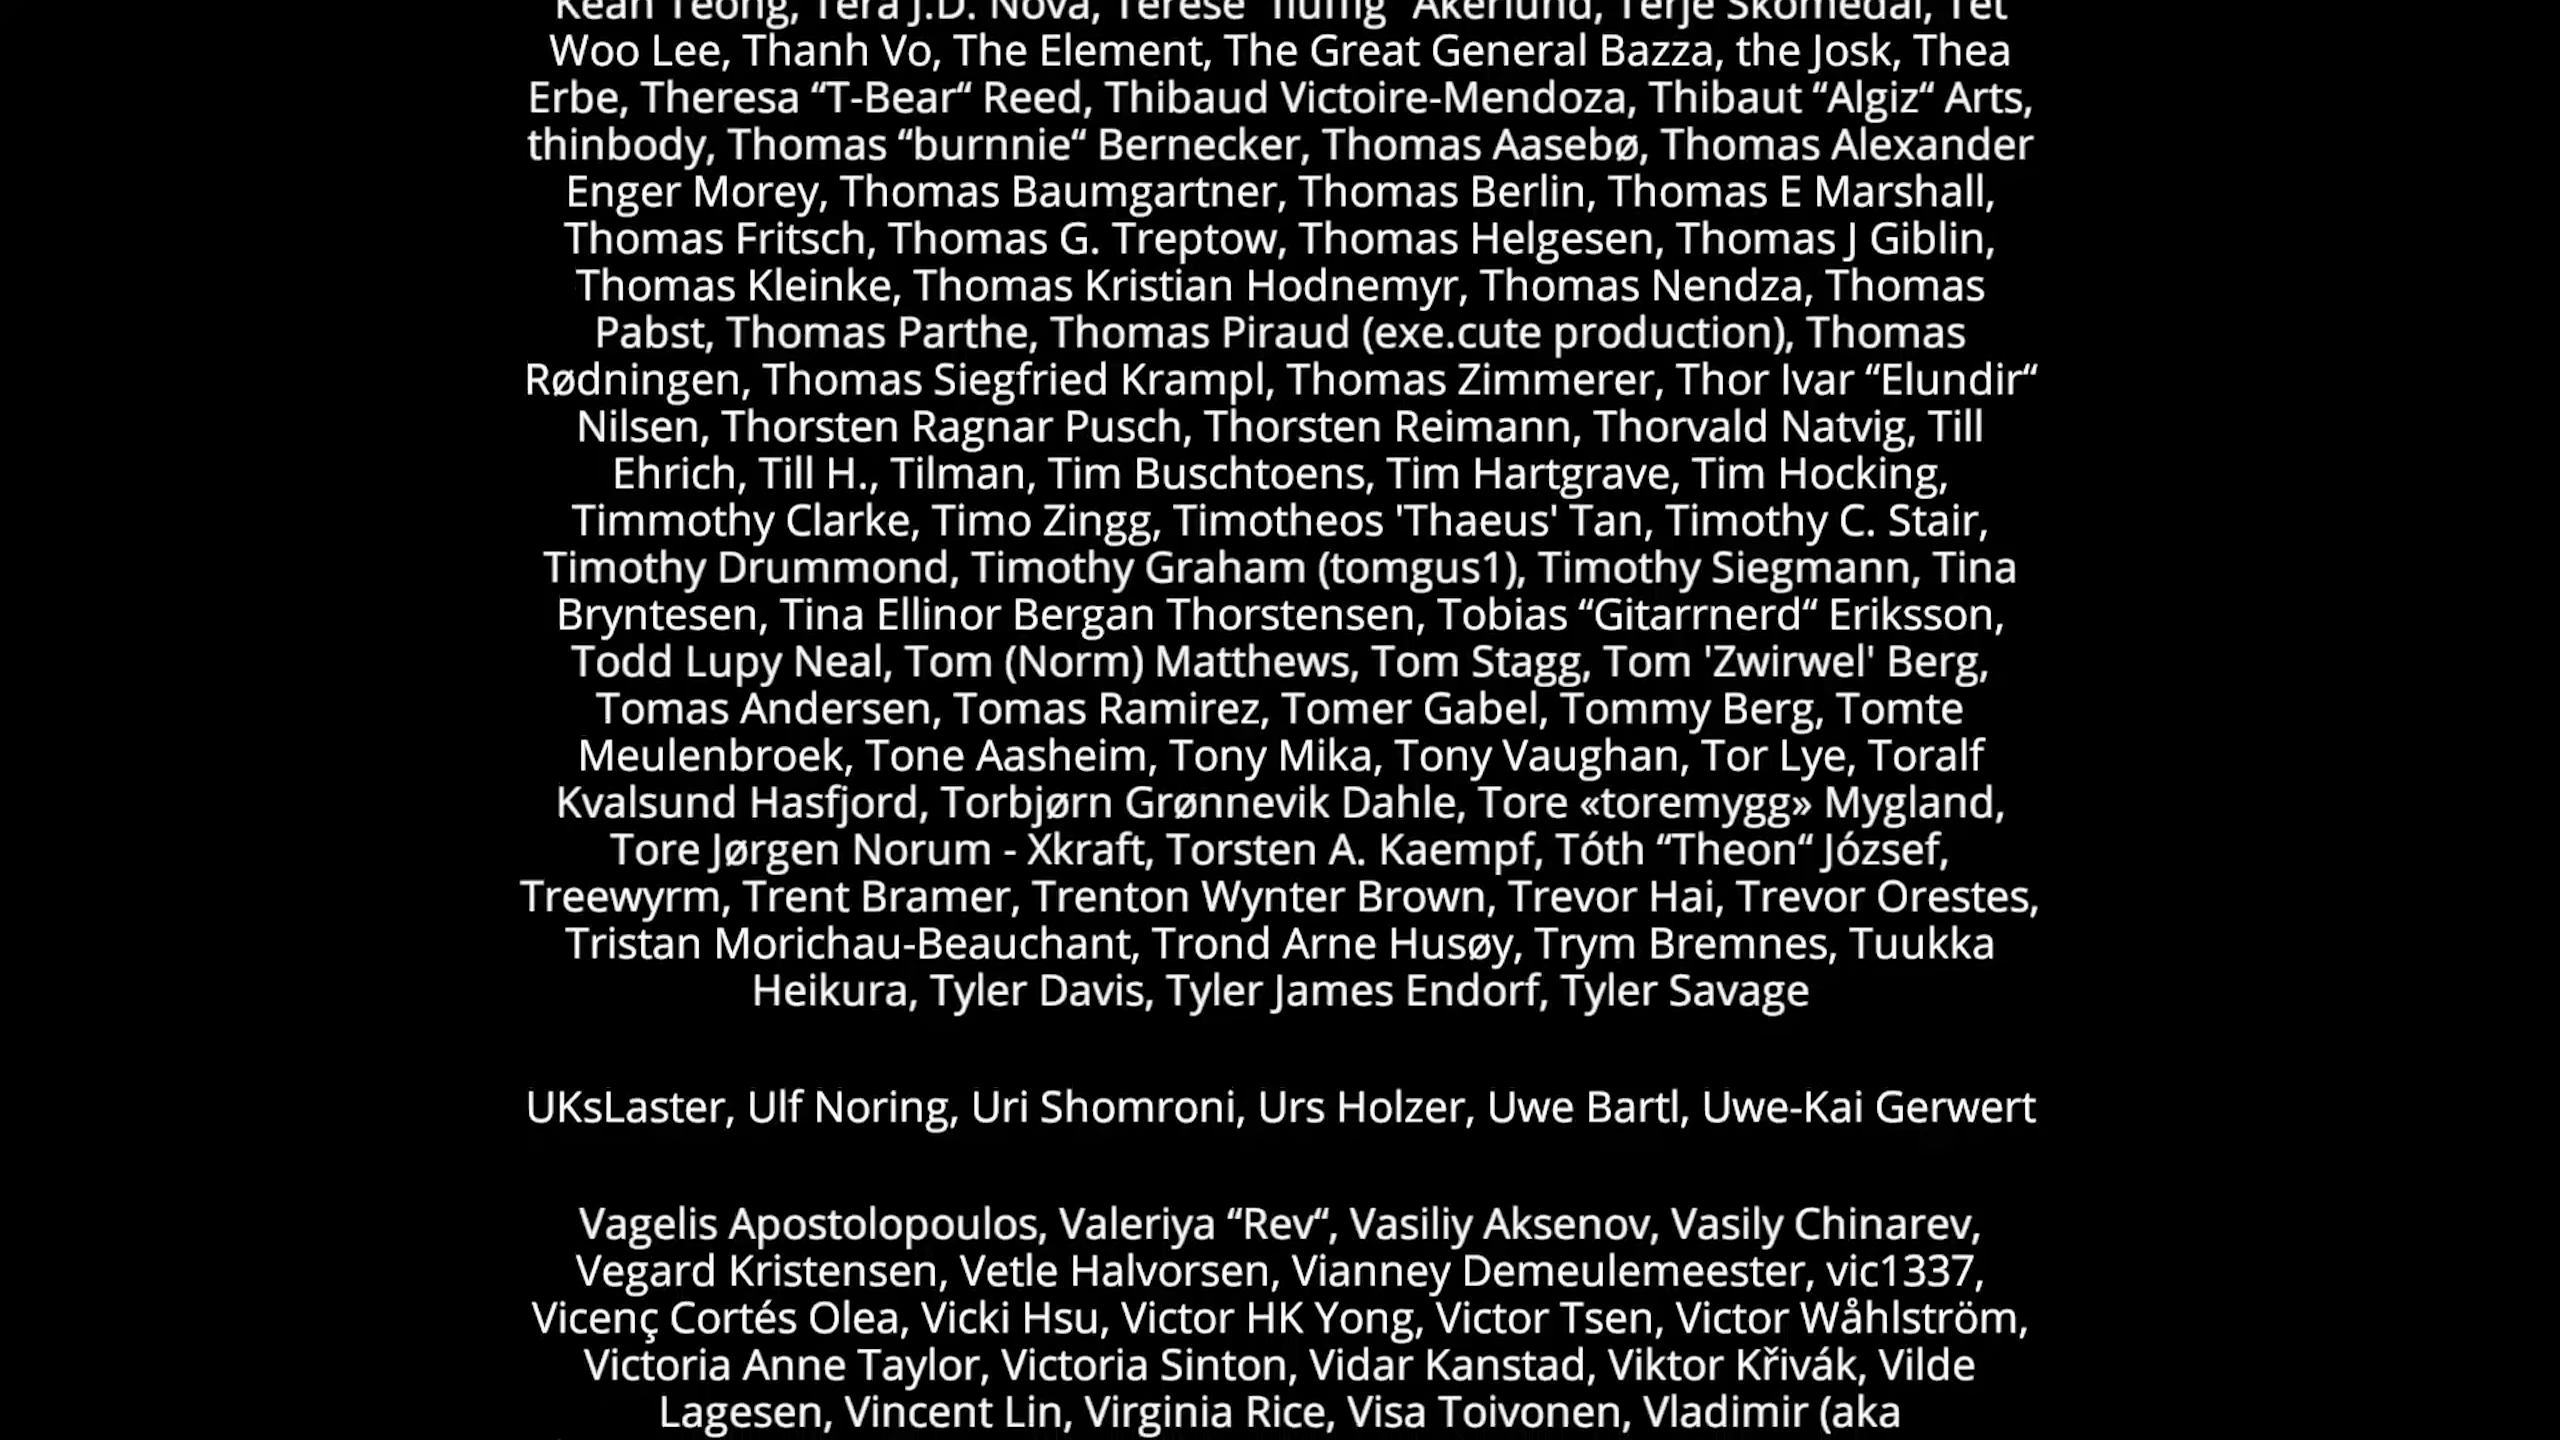 Kean Teong, Tera J.D. Nova, Terese "fluffig" Åkerlund, Terje Skomedal, Tet
Woo Lee, Thanh Vo, The Element, The Great General Bazza, the Josk, Thea
Erbe, Theresa “T-Bear“ Reed, Thibaud Victoire-Mendoza, Thibaut “Algiz“ Arts,
thinbody, Thomas “burnnie“ Bernecker, Thomas Aasebø, Thomas Alexander
Enger Morey, Thomas Baumgartner, Thomas Berlin, Thomas E Marshall,
Thomas Fritsch, Thomas G. Treptow, Thomas Helgesen, Thomas J Giblin,
Thomas Kleinke, Thomas Kristian Hodnemyr, Thomas Nendza, Thomas
Pabst, Thomas Parthe, Thomas Piraud (exe.cute production), Thomas
Rødningen, Thomas Siegfried Krampl, Thomas Zimmerer, Thor Ivar “Elundir“
Nilsen, Thorsten Ragnar Pusch, Thorsten Reimann, Thorvald Natvig, Till
Ehrich, Till H., Tilman, Tim Buschtoens, Tim Hartgrave, Tim Hocking,
Timmothy Clarke, Timo Zingg, Timotheos 'Thaeus' Tan, Timothy C. Stair,
Timothy Drummond, Timothy Graham (tomgus1), Timothy Siegmann, Tina
Bryntesen, Tina Ellinor Bergan Thorstensen, Tobias “Gitarrnerd“ Eriksson,
Todd Lupy Neal, Tom (Norm) Matthews, Tom Stagg, Tom 'Zwirwel' Berg,
Tomas Andersen, Tomas Ramirez, Tomer Gabel, Tommy Berg, Tomte
Meulenbroek, Tone Aasheim, Tony Mika, Tony Vaughan, Tor Lye, Toralf
Kvalsund Hasfjord, Torbjørn Grønnevik Dahle, Tore «toremygg» Mygland,
Tore Jørgen Norum - Xkraft, Torsten A. Kaempf, Tóth “Theon“ József,
Treewyrm, Trent Bramer, Trenton Wynter Brown, Trevor Hai, Trevor Orestes,
Tristan Morichau-Beauchant, Trond Arne Husøy, Trym Bremnes, Tuukka
Heikura, Tyler Davis, Tyler James Endorf, Tyler Savage
UKsLaster, Ulf Noring, Uri Shomroni, Urs Holzer, Uwe Bartl, Uwe-Kai Gerwert
Vagelis Apostolopoulos, Valeriya “Rev“, Vasiliy Aksenov, Vasily Chinarev,
Vegard Kristensen, Vetle Halvorsen, Vianney Demeulemeester, vic1337,
Vicenç Cortés Olea, Vicki Hsu, Victor HK Yong, Victor Tsen, Victor Wåhlström,
Victoria Anne Taylor, Victoria Sinton, Vidar Kanstad, Viktor Křivák, Vilde
Lagesen, Vincent Lin, Virginia Rice, Visa Toivonen, Vladimir (aka